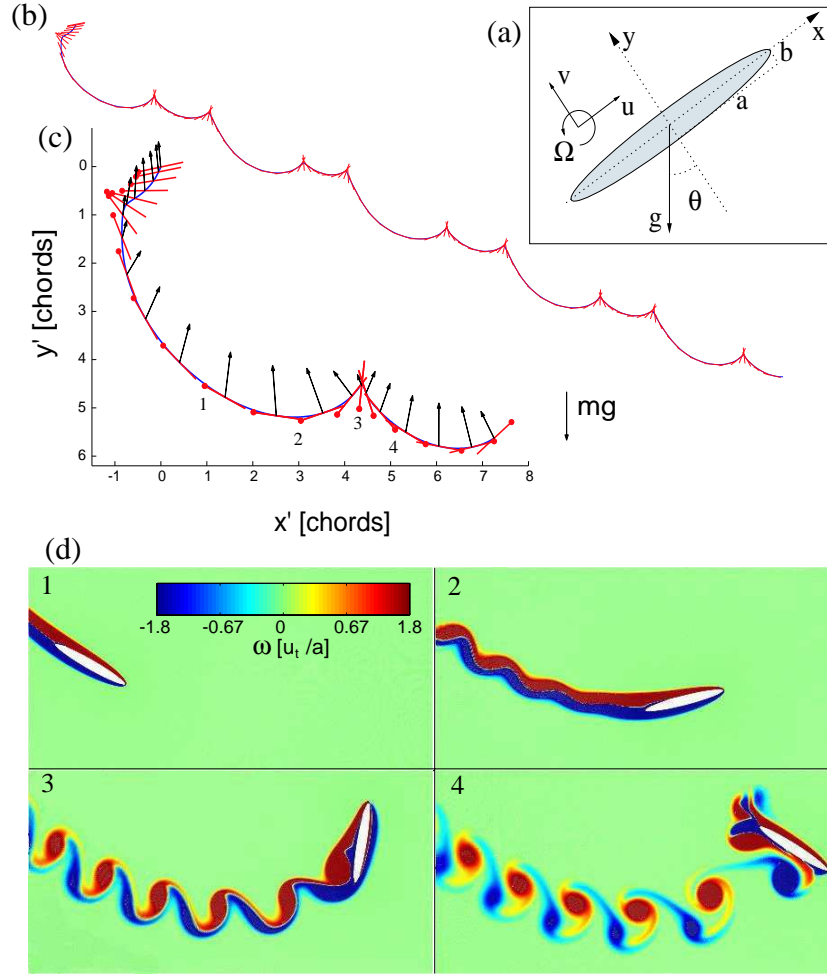 (b)
(a)
y
x
b
v
u
a
Ω
θ
g
(c)
0
1
2
3
4
5
6
y' [chords]
1
2
3
4
mg
-1 0 1 2 3 4 5 6 7 8
x' [chords]
(d)
1
-1.8 -0.67 0 0.67 1.8
ω [u_t /a]
2
3
4